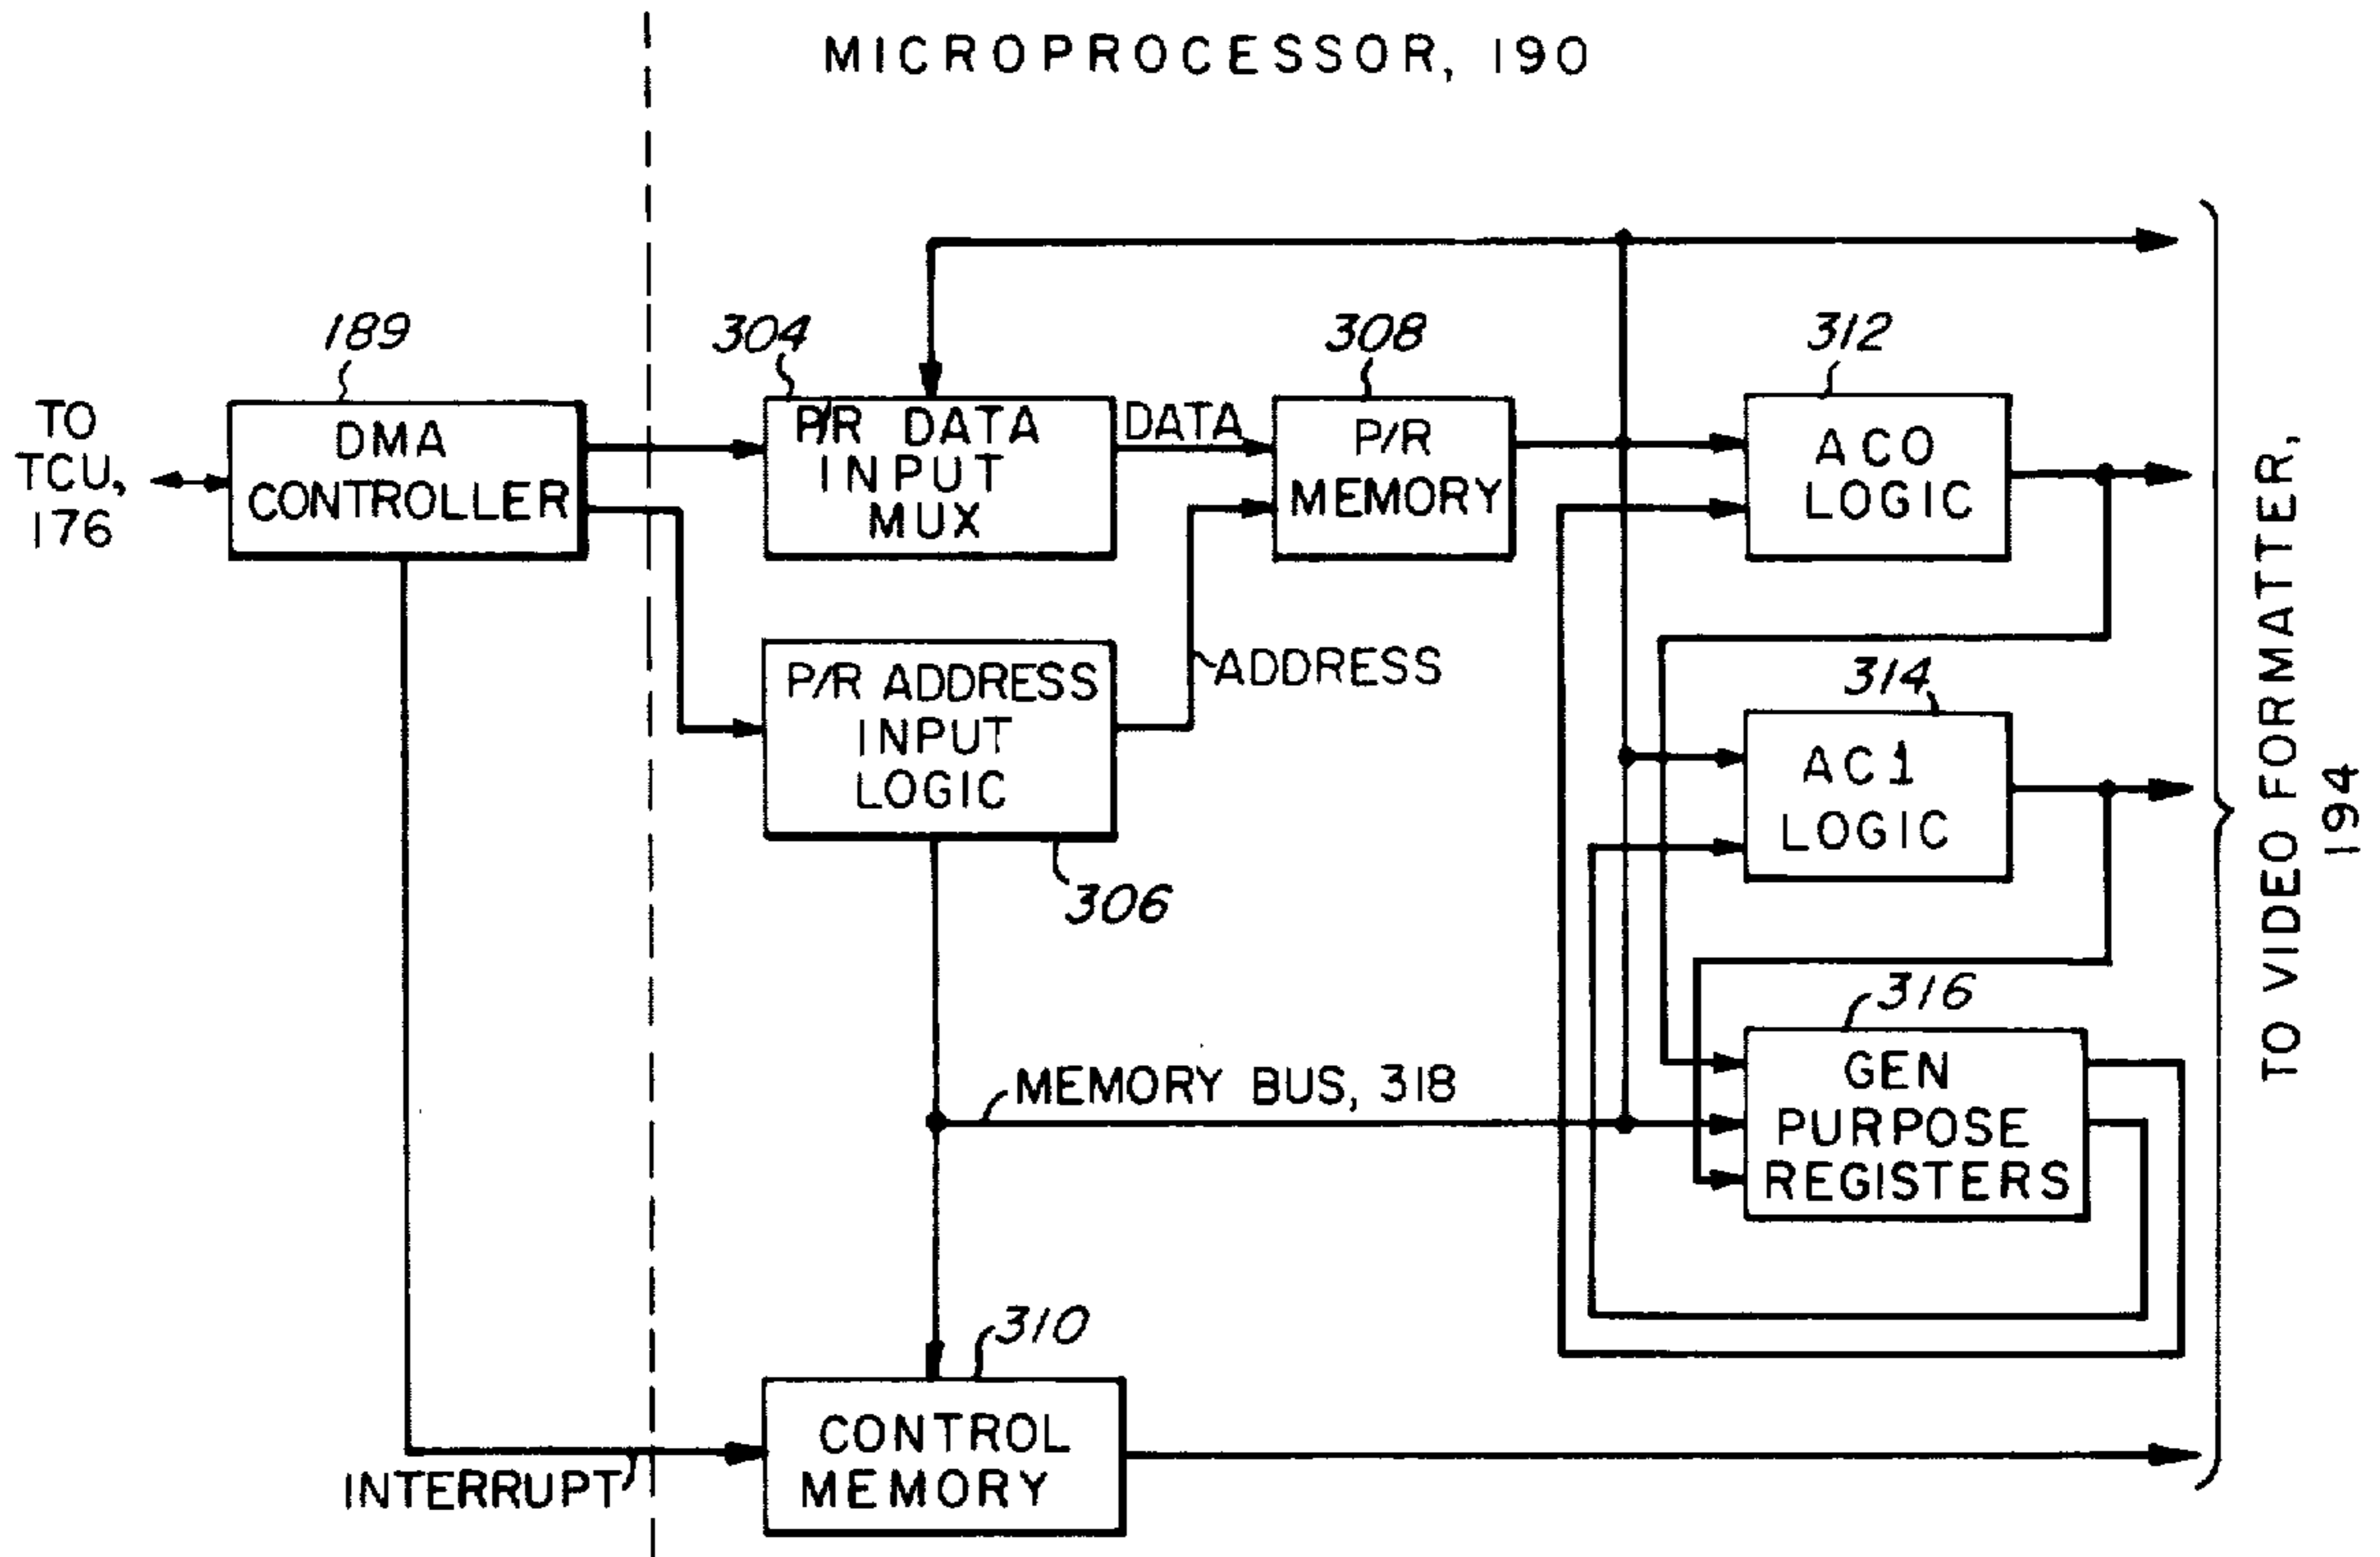 MICROPROCESSOR, 190
189
304
308
312
TO
TCU,
176
DMA
CONTROLLER
P/R DATA
INPUT
MUX
DATA
P/R
MEMORY
AC0
LOGIC
P/R ADDRESS
INPUT
LOGIC
ADDRESS
306
314
AC1
LOGIC
316
GEN
PURPOSE
REGISTERS
MEMORY BUS, 318
310
CONTROL
MEMORY
INTERRUPT
TO VIDEO FORMATTER,
194